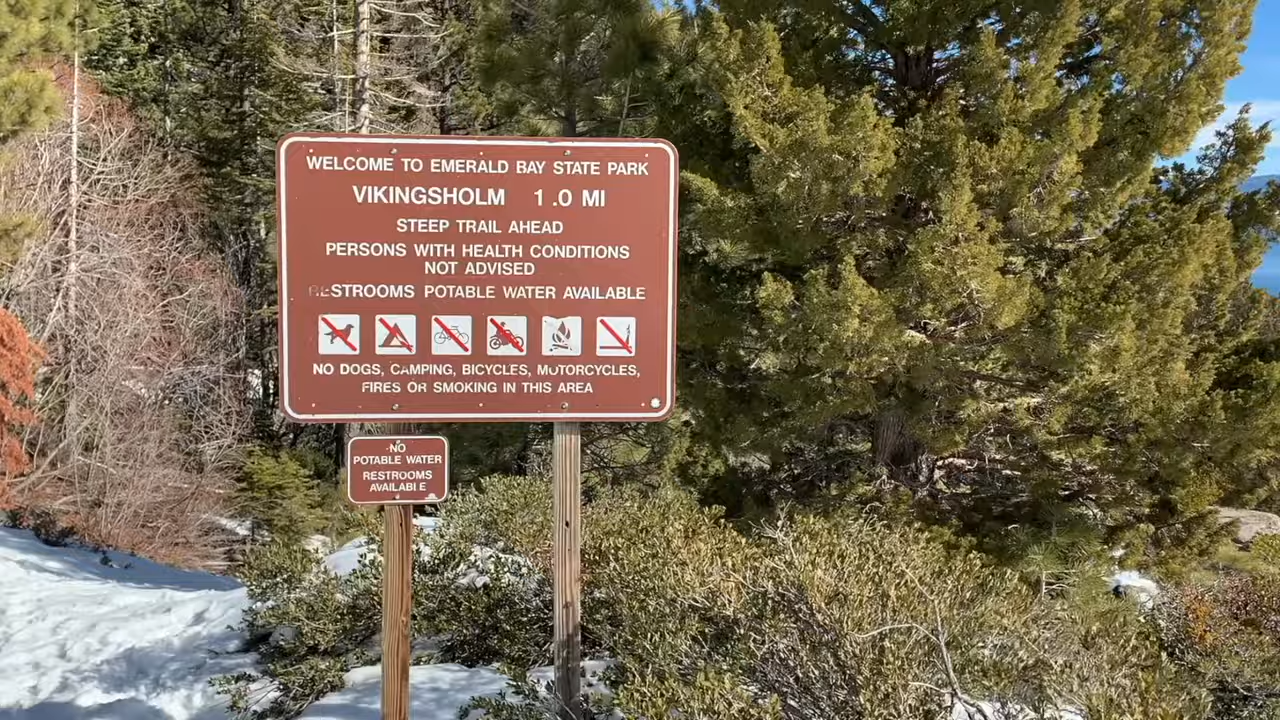 WELCOME TO EMERALD BAY STATE PARK
VIKINGSHOLM 1.0 MI
STEEP TRAIL AHEAD
PERSONS WITH HEALTH CONDITIONS
NOT ADVISED
RESTROOMS POTABLE WATER AVAILABLE
NO DOGS, CAMPING, BICYCLES, MOTORCYCLES,
FIRES OR SMOKING IN THIS AREA
NO
POTABLE WATER
RESTROOMS
AVAILABLE